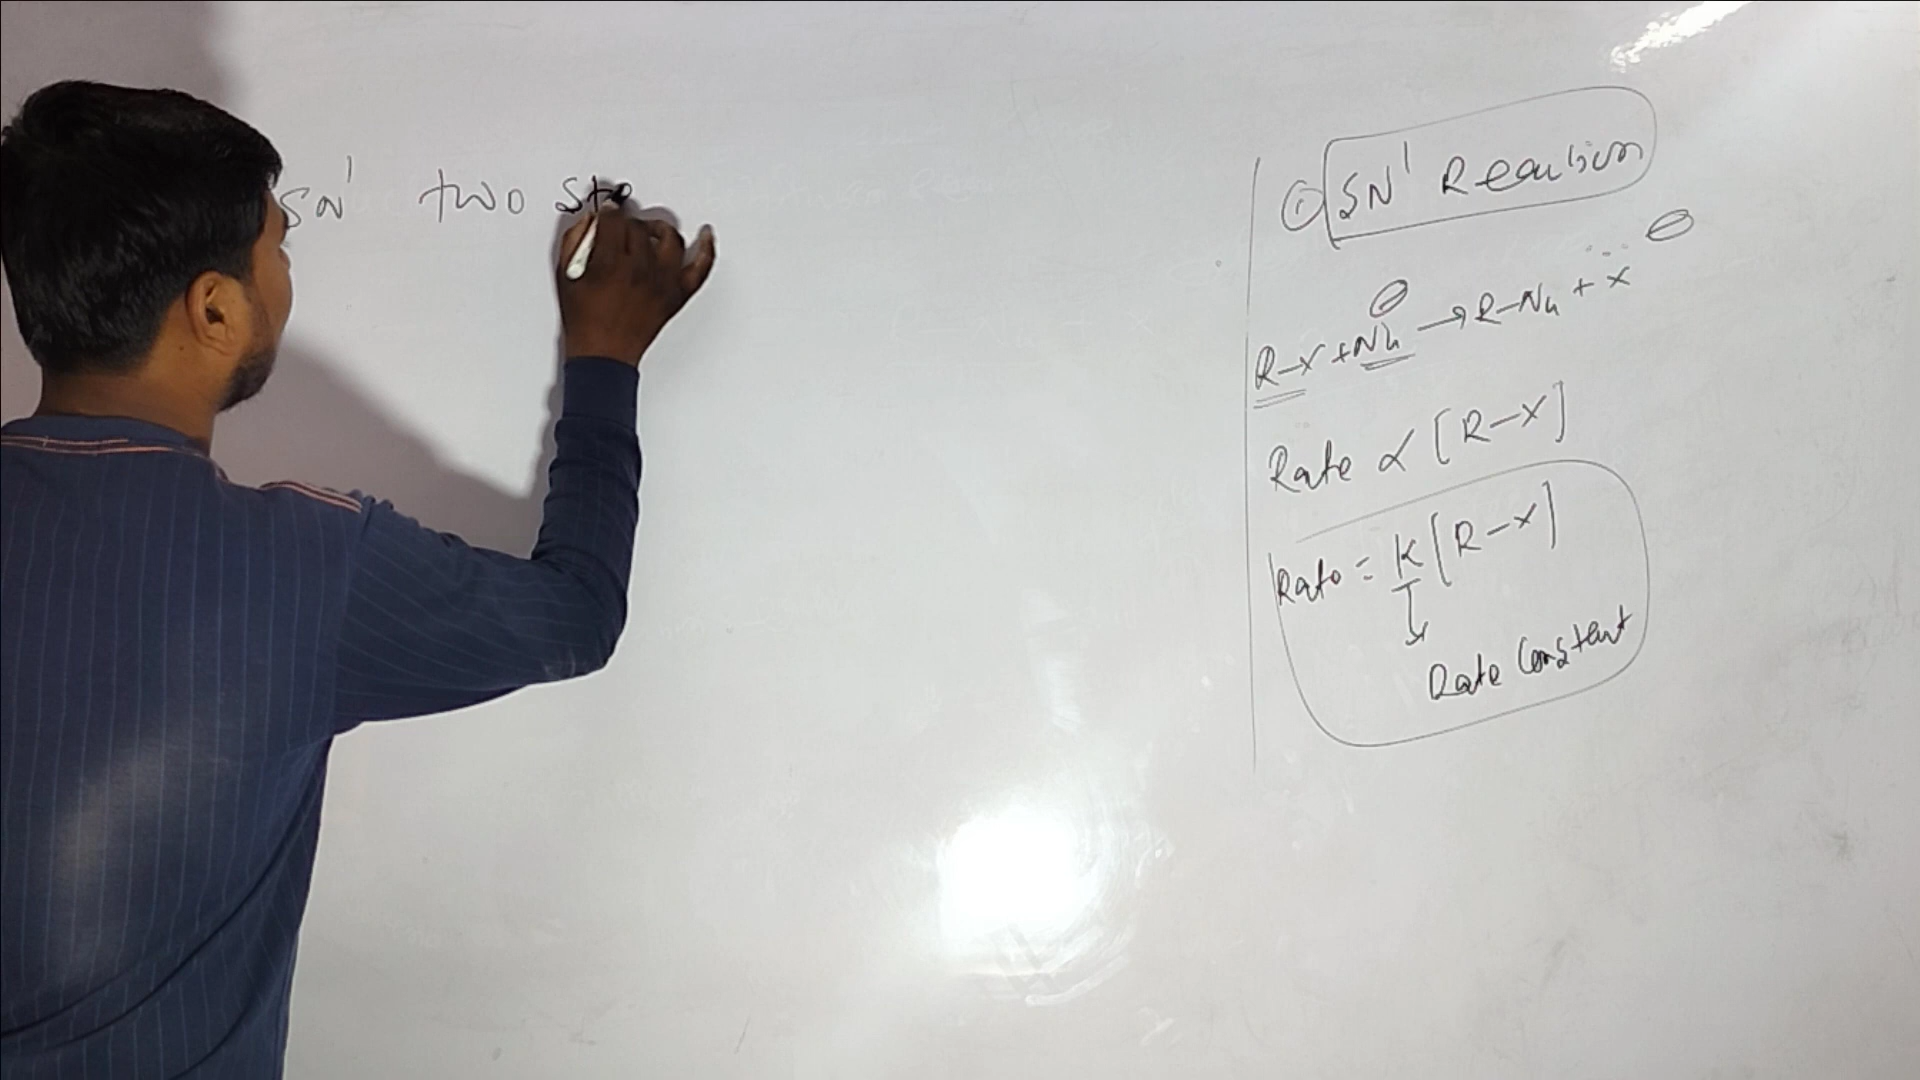 SN¹ two Ste
① SN¹ Reaction
R-X + Nu⊖ → R-Nu + X⊖
Rate ∝ [R-X]
Rate = K [R-X]
Rate Constant